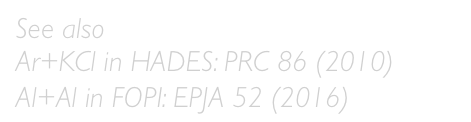 See also
Ar+KCl in HADES: PRC 86 (2010)
Al+Al in FOPI: EPJA 52 (2016)